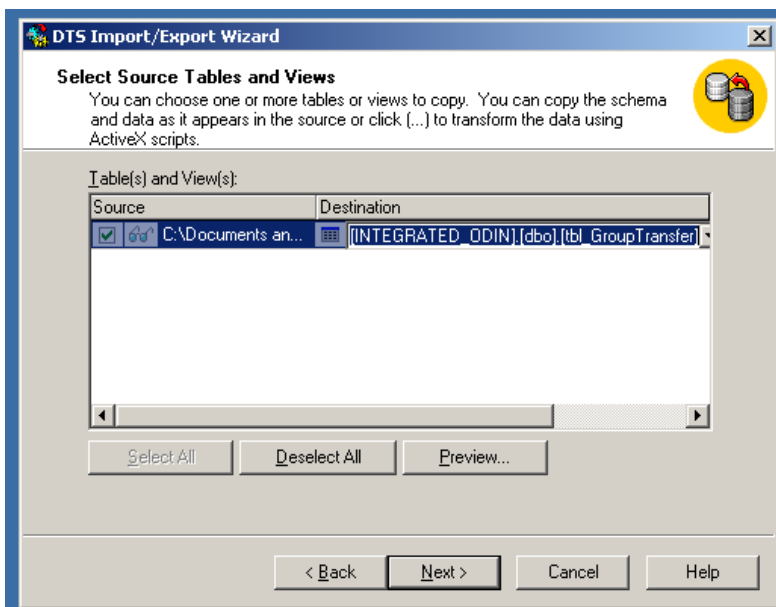 DTS Import/Export Wizard
Select Source Tables and Views
You can choose one or more tables or views to copy. You can copy the schema
and data as it appears in the source or click (...) to transform the data using
ActiveX scripts.
Table(s) and View(s):
Source Destination
C:\Documents an... [INTEGRATED_ODIN].[dbo].[tbl_GroupTransfer]
Select All Deselect All Preview...
< Back Next > Cancel Help